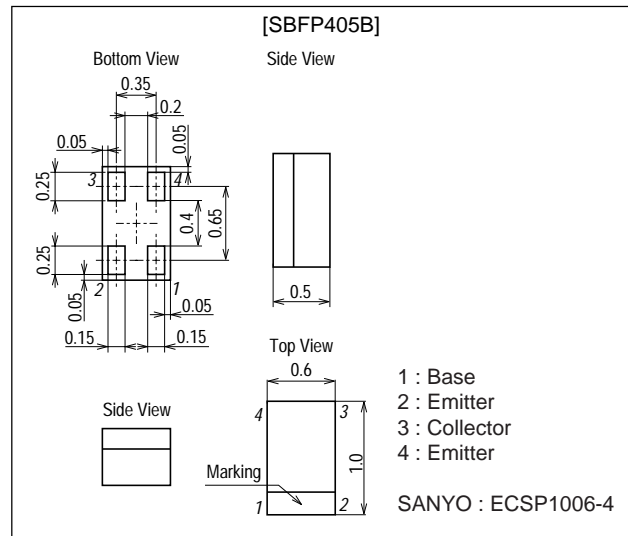 [SBFP405B]
Bottom View
Side View
0.35
0.2
0.05
0.05
3
4
0.25
0.4
0.65
0.25
2
1
0.05
0.05
0.5
0.15
0.15
Top View
0.6
Side View
4
3
1.0
Marking
1
2
1 : Base
2 : Emitter
3 : Collector
4 : Emitter
SANYO : ECSP1006-4